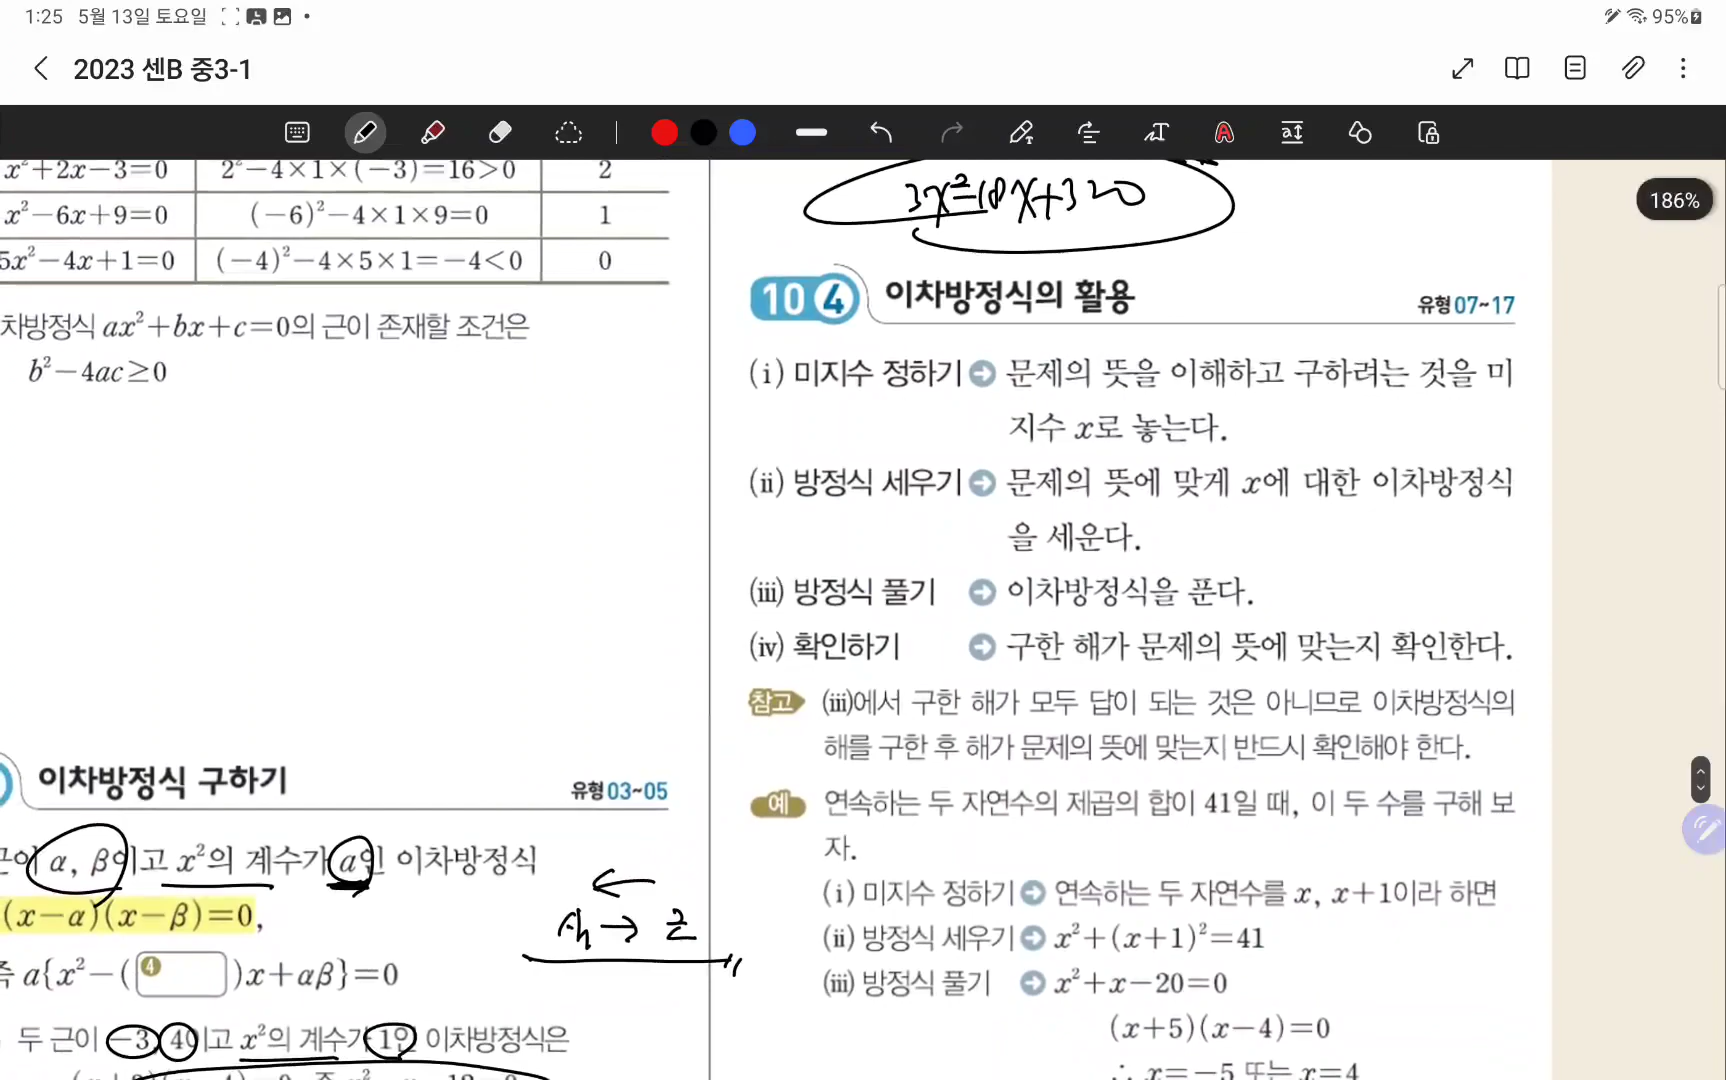 1:25 5월 13일 토요일
95%
2023 센B 중3-1
186%
x²+2x-3=0 2²-4×1×(-3)=16>0 2
x²-6x+9=0 (-6)²-4×1×9=0 1
5x²-4x+1=0 (-4)²-4×5×1=-4<0 0
차방정식 ax²+bx+c=0의 근이 존재할 조건은
b²-4ac≥0
이차방정식 구하기 유형 03~05
근이 α, β이고 x²의 계수가 a인 이차방정식
(x-α)(x-β)=0,
즉 a{x²-( ④ )x+αβ}=0
두 근이 -3, 4이고 x²의 계수가 1인 이차방정식은
10 4 이차방정식의 활용 유형 07~17
(ⅰ) 미지수 정하기 ➔ 문제의 뜻을 이해하고 구하려는 것을 미
지수 x로 놓는다.
(ⅱ) 방정식 세우기 ➔ 문제의 뜻에 맞게 x에 대한 이차방정식
을 세운다.
(ⅲ) 방정식 풀기 ➔ 이차방정식을 푼다.
(ⅳ) 확인하기 ➔ 구한 해가 문제의 뜻에 맞는지 확인한다.
참고 (ⅲ)에서 구한 해가 모두 답이 되는 것은 아니므로 이차방정식의
해를 구한 후 해가 문제의 뜻에 맞는지 반드시 확인해야 한다.
예 연속하는 두 자연수의 제곱의 합이 41일 때, 이 두 수를 구해 보
자.
(ⅰ) 미지수 정하기 ➔ 연속하는 두 자연수를 x, x+1이라 하면
(ⅱ) 방정식 세우기 ➔ x²+(x+1)²=41
(ⅲ) 방정식 풀기 ➔ x²+x-20=0
(x+5)(x-4)=0
∴ x=-5 또는 x=4